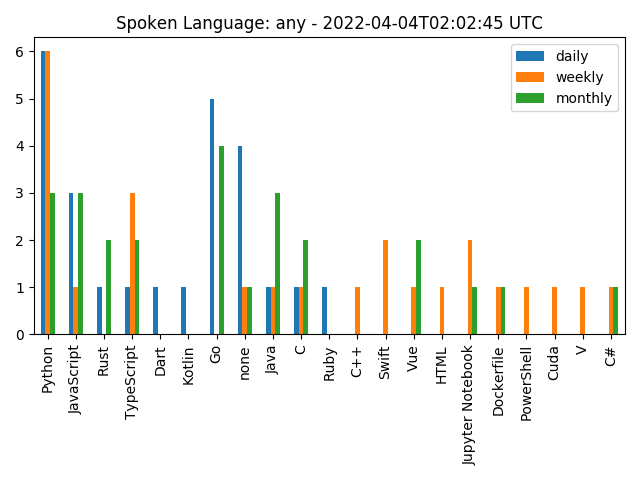 Spoken Language: any - 2022-04-04T02:02:45 UTC
daily
weekly
monthly
6
5
4
3
2
1
0
Python
JavaScript
Rust
TypeScript
Dart
Kotlin
Go
none
Java
C
Ruby
C++
Swift
Vue
HTML
Jupyter Notebook
Dockerfile
PowerShell
Cuda
V
C#